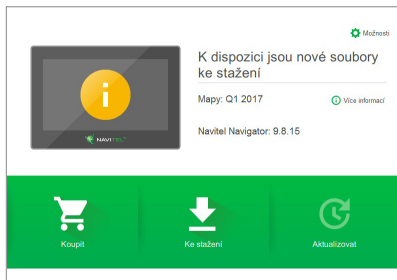 Možnosti
K dispozici jsou nové soubory
ke stažení
Mapy: Q1 2017
Více informací
Navitel Navigator: 9.8.15
NAVITEL
Koupit
Ke stažení
Aktualizovat